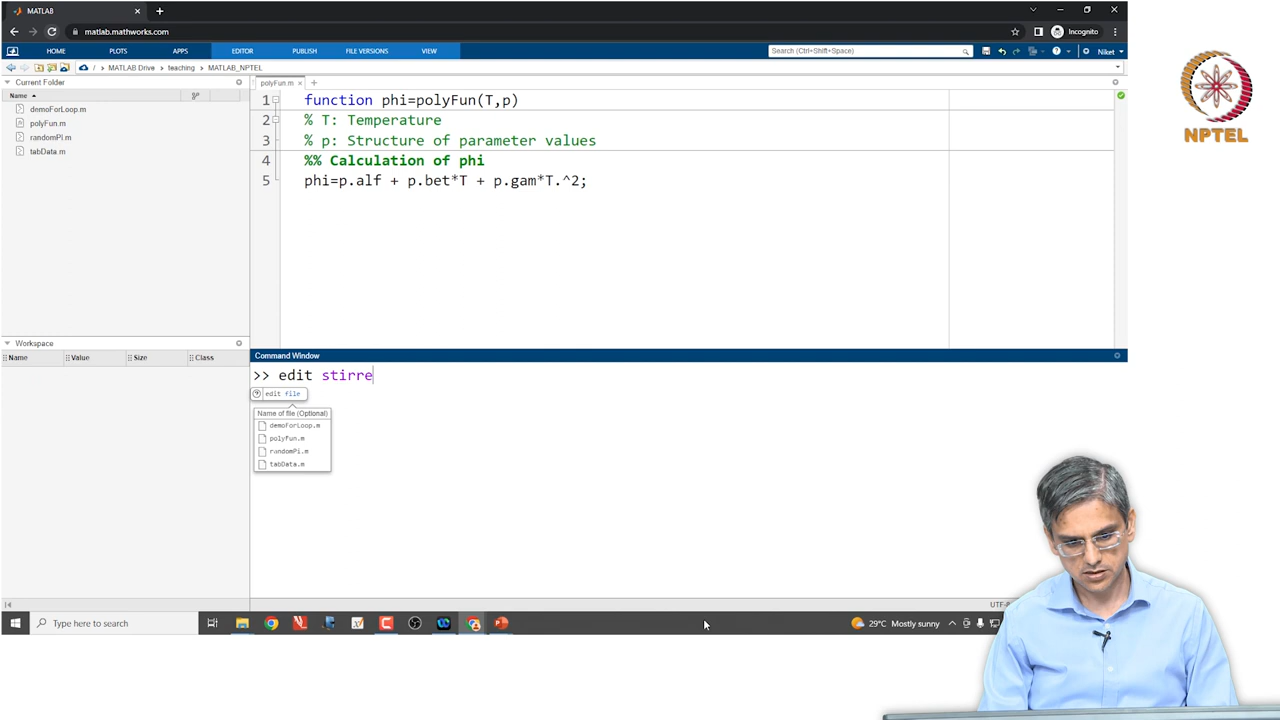 MATLAB
matlab.mathworks.com
Incognito
HOME
PLOTS
APPS
EDITOR
PUBLISH
FILE VERSIONS
VIEW
Search (Ctrl+Shift+Space)
Niket
/ MATLAB Drive teaching MATLAB_NPTEL
Current Folder
Name
demoForLoop.m
polyFun.m
randomPi.m
tabData.m
polyFun.m
1 function phi=polyFun(T,p)
2 % T: Temperature
3 % p: Structure of parameter values
4 %% Calculation of phi
5 phi=p.alf + p.bet*T + p.gam*T.^2;
NPTEL
Workspace
Name Value Size Class
Command Window
>> edit stirre
edit file
Name of file (Optional)
demoForLoop.m
polyFun.m
randomPi.m
tabData.m
Type here to search
29°C Mostly sunny